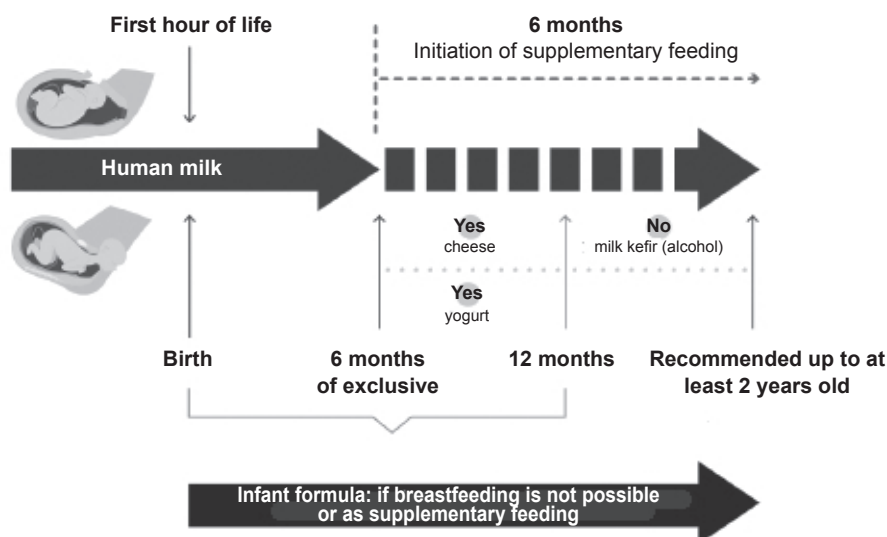 First hour of life
6 months
Initiation of supplementary feeding
Human milk
Yes
cheese
No
milk kefir (alcohol)
Yes
yogurt
Birth
6 months
of exclusive
12 months
Recommended up to at
least 2 years old
Infant formula: if breastfeeding is not possible
or as supplementary feeding